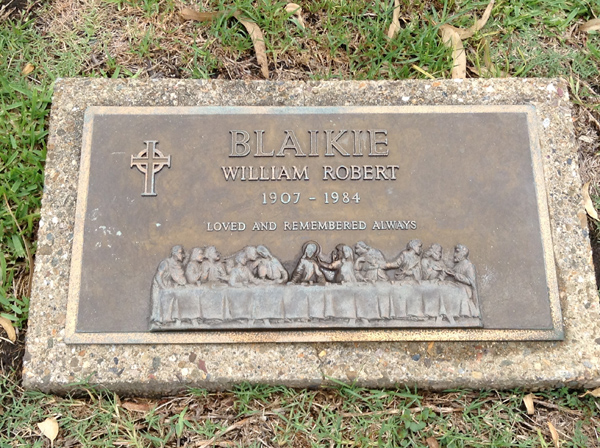 BLAIKIE
WILLIAM ROBERT
1907 - 1984
LOVED AND REMEMBERED ALWAYS